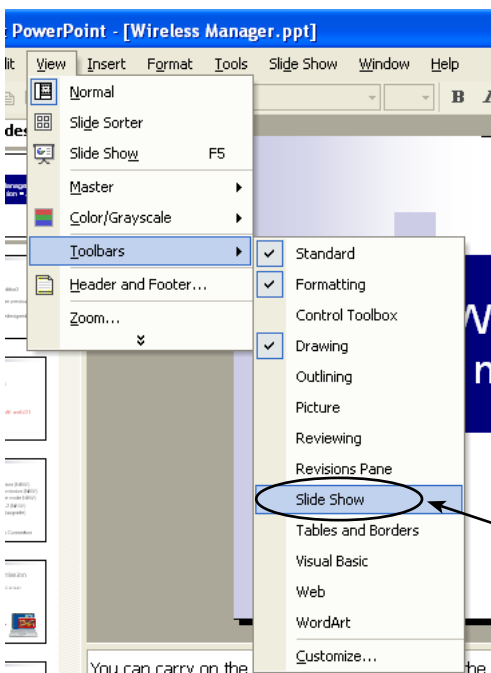 PowerPoint - [Wireless Manager.ppt]
View Insert Format Tools Slide Show Window Help
Normal
Slide Sorter
Slide Show F5
Master
Color/Grayscale
Toolbars
Header and Footer...
Zoom...
Standard
Formatting
Control Toolbox
Drawing
Outlining
Picture
Reviewing
Revisions Pane
Slide Show
Tables and Borders
Visual Basic
Web
WordArt
Customize...
B
You can carry on the